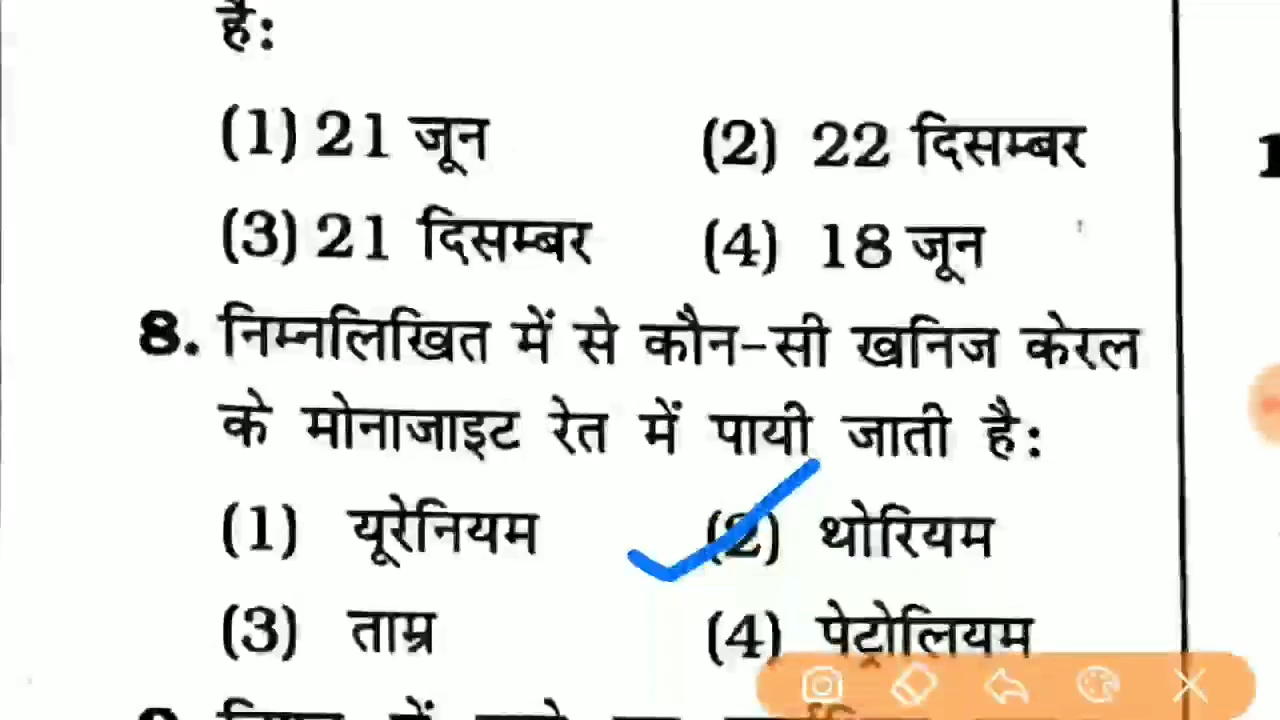 है:
(1) 21 जून (2) 22 दिसम्बर
(3) 21 दिसम्बर (4) 18 जून
8. निम्नलिखित में से कौन-सी खनिज केरल
के मोनाजाइट रेत में पायी जाती है:
(1) यूरेनियम (2) थोरियम
(3) ताम्र (4) पेट्रोलियम